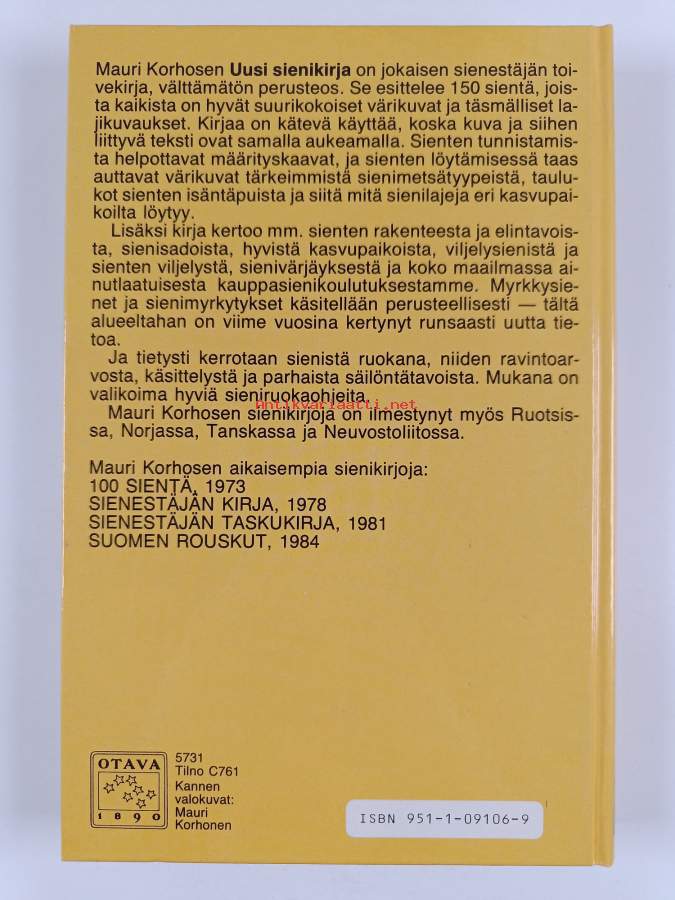 Mauri Korhosen Uusi sienikirja on jokaisen sienestäjän toi-
vekirja, välttämätön perusteos. Se esittelee 150 sientä, jois-
ta kaikista on hyvät suurikokoiset värikuvat ja täsmälliset la-
jikuvaukset. Kirjaa on kätevä käyttää, koska kuva ja siihen
liittyvä teksti ovat samalla aukeamalla. Sienten tunnistamis-
ta helpottavat määrityskaavat, ja sienten löytämisessä taas
auttavat värikuvat tärkeimmistä sienimetsätyypeistä, taulu-
kot sienten isäntäpuista ja siitä mitä sienilajeja eri kasvupai-
koilta löytyy.
Lisäksi kirja kertoo mm. sienten rakenteesta ja elintavois-
ta, sienisadoista, hyvistä kasvupaikoista, viljelysienistä ja
sienten viljelystä, sienivärjäyksestä ja koko maailmassa ai-
nutlaatuisesta kauppasienikoulutuksestamme. Myrkkysie-
net ja sienimyrkytykset käsitellään perusteellisesti — tältä
alueeltahan on viime vuosina kertynyt runsaasti uutta tie-
toa.
Ja tietysti kerrotaan sienistä ruokana, niiden ravintoar-
vosta, käsittelystä ja parhaista säilöntätavoista. Mukana on
valikoima hyviä sieniruokaohjeita.
Antikvariaatti.net
Mauri Korhosen sienikirjoja on ilmestynyt myös Ruotsis-
sa, Norjassa, Tanskassa ja Neuvostoliitossa.
Mauri Korhosen aikaisempia sienikirjoja:
100 SIENTÄ, 1973
SIENESTÄJÄN KIRJA, 1978
SIENESTÄJÄN TASKUKIRJA, 1981
SUOMEN ROUSKUT, 1984
OTAVA
1890
5731
Tilno C761
Kannen
valokuvat:
Mauri
Korhonen
ISBN 951-1-09106-9